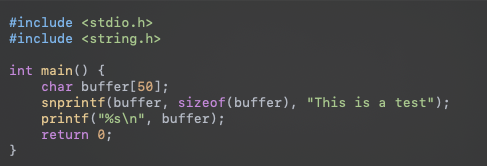 #include <stdio.h>
#include <string.h>
int main() {
    char buffer[50];
    snprintf(buffer, sizeof(buffer), "This is a test");
    printf("%s\n", buffer);
    return 0;
}